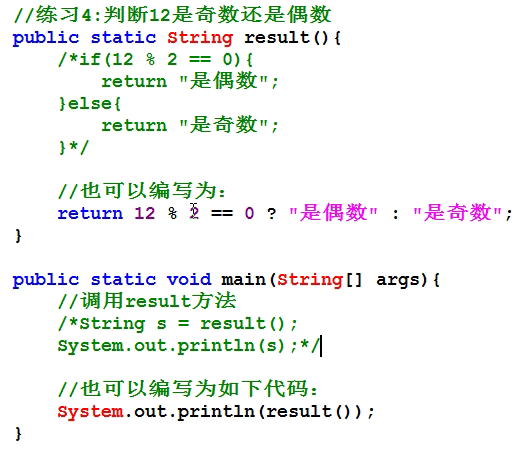 //练习4:判断12是奇数还是偶数
public static String result(){
/*if(12 % 2 == 0){
return "是偶数";
}else{
return "是奇数";
}*/
//也可以编写为:
return 12 % 2 == 0 ? "是偶数" : "是奇数";
}
public static void main(String[] args){
//调用result方法
/*String s = result();
System.out.println(s);*/
//也可以编写为如下代码:
System.out.println(result());
}